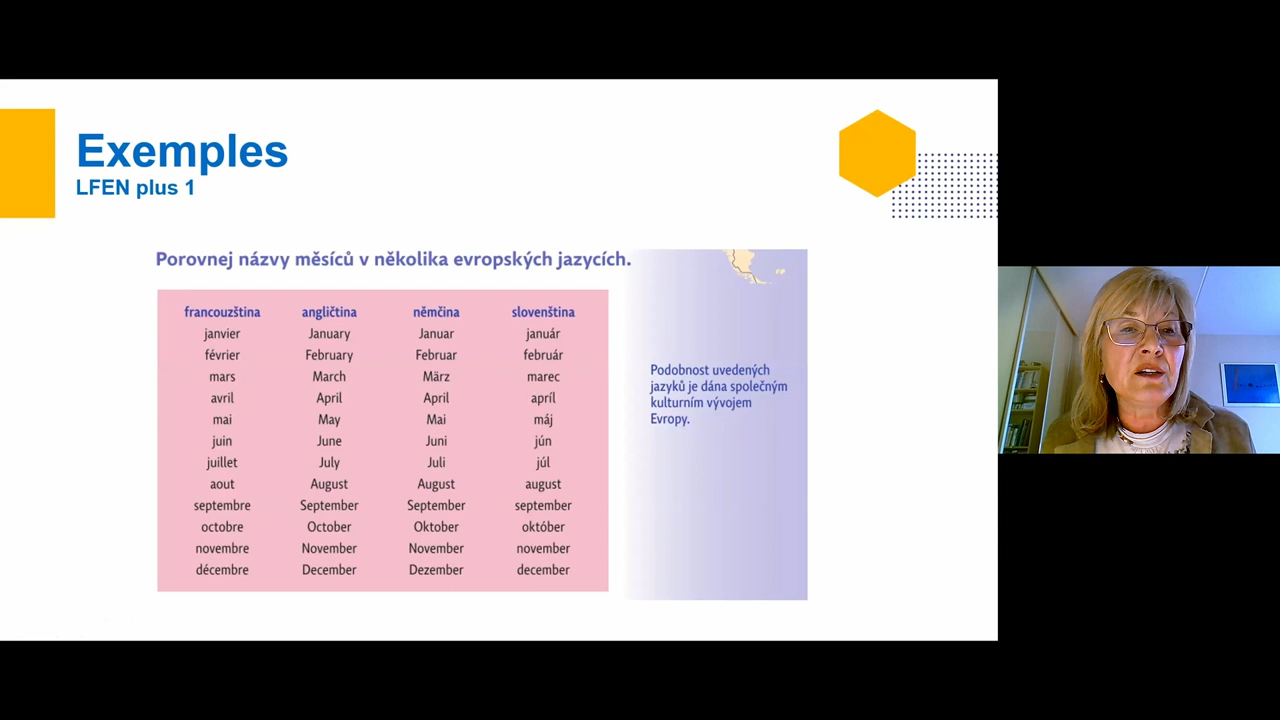 Exemples
LFEN plus 1
Porovnej názvy měsíců v několika evropských jazycích.
francouzština angličtina němčina slovenština
janvier January Januar január
février February Februar február
mars March März marec
avril April April apríl
mai May Mai máj
juin June Juni jún
juillet July Juli júl
aout August August august
septembre September September september
octobre October Oktober október
novembre November November november
décembre December Dezember december
Podobnost uvedených
jazyků je dána společným
kulturním vývojem
Evropy.